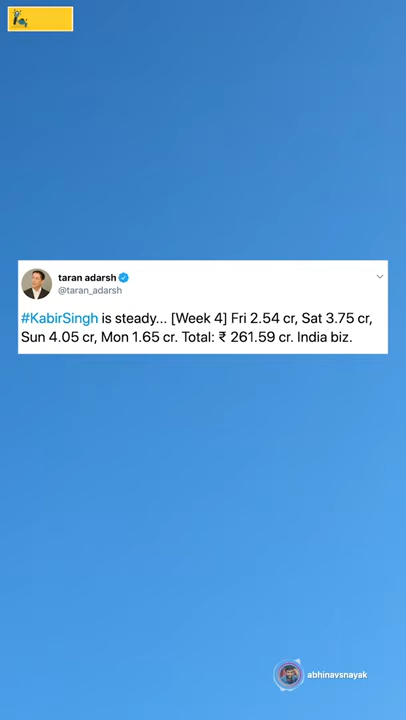 taran adarsh
@taran_adarsh
#KabirSingh is steady... [Week 4] Fri 2.54 cr, Sat 3.75 cr,
Sun 4.05 cr, Mon 1.65 cr. Total: ₹ 261.59 cr. India biz.
abhinavsnayak